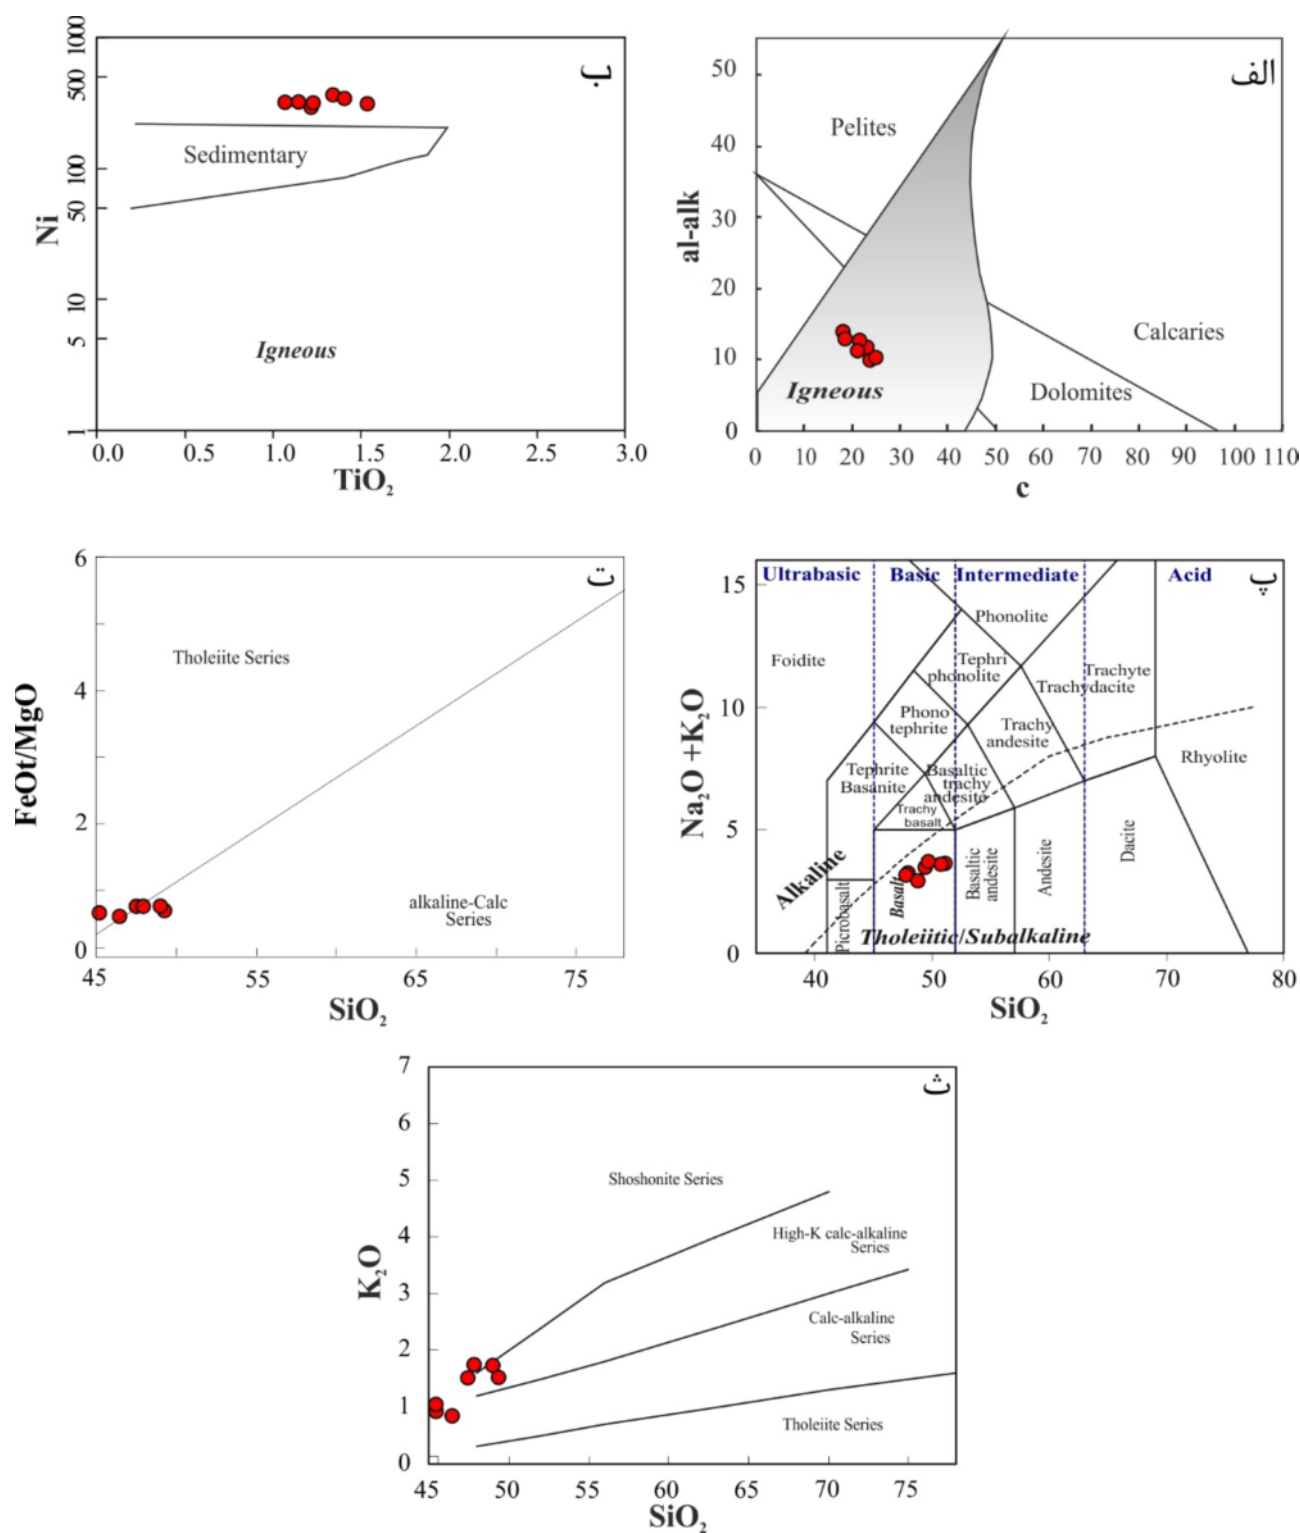 الف
50
40
30
20
10
0
al-alk
Pelites
Igneous
Calcaries
Dolomites
0 10 20 30 40 50 60 70 80 90 100 110
c
ب
1000
500
100
50
10
5
1
Ni
Sedimentary
Igneous
0.0 0.5 1.0 1.5 2.0 3.0
TiO₂
پ
Ultrabasic Basic Intermediate Acid
15
10
5
0
Na₂O +K₂O
Phonolite
Foidite
Tephri
phonolite
Trachyte
Trachydacite
Phono
tephrite
Trachy
andesite
Rhyolite
Tephrite
Basanite
Basaltic
trachy
andesite
Trachy
basalt
Alkaline
Picrobasalt
Basalt
Basaltic
andesite
Andesite
Dacite
Tholeiitic/Subalkaline
40 50 60 70 80
SiO₂
ت
6
4
2
0
FeOt/MgO
Tholeiite Series
alkaline-Calc
Series
45 55 65 75
SiO₂
ث
7
6
5
4
3
2
1
0
K₂O
Shoshonite Series
High-K calc-alkaline
Series
Calc-alkaline
Series
Tholeiite Series
45 50 55 60 65 70 75
SiO₂